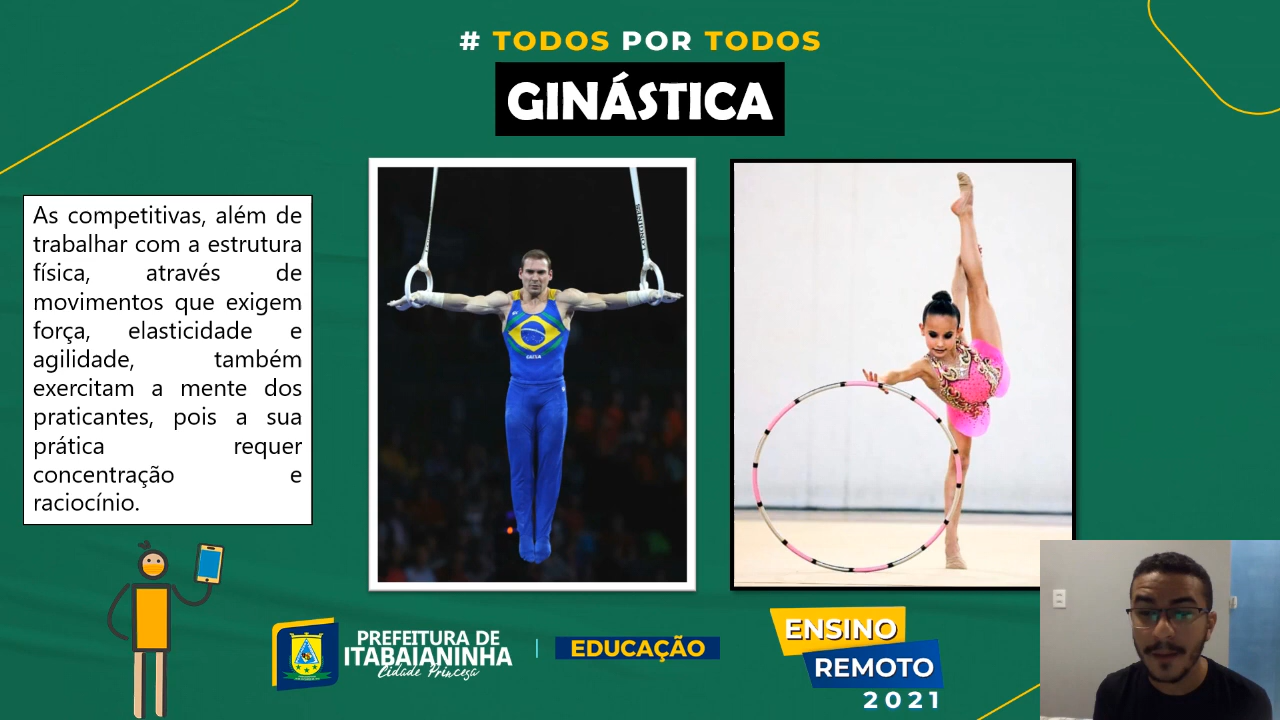 # TODOS POR TODOS
GINÁSTICA
As competitivas, além de
trabalhar com a estrutura
física, através de
movimentos que exigem
força, elasticidade e
agilidade, também
exercitam a mente dos
praticantes, pois a sua
prática requer
concentração e
raciocínio.
CAIXA
PREFEITURA DE
ITABAIANINHA
Cidade Princesa
EDUCAÇÃO
ENSINO
REMOTO
2021